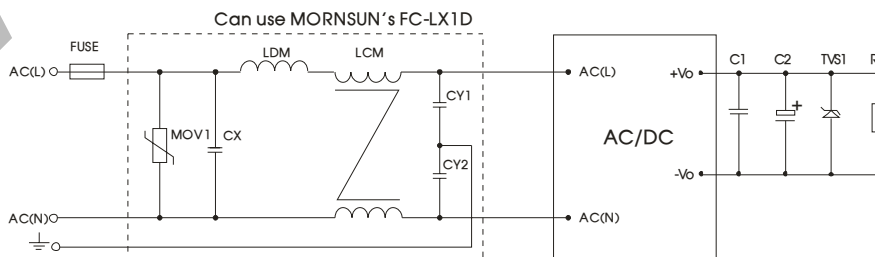 Can use MORNSUN's FC-LX1D
FUSE
LDM
LCM
C1
C2
TVS1
R
AC(L)
AC(L)
+Vo
CY1
+
MOV1
CX
AC/DC
CY2
-Vo
AC(N)
AC(N)